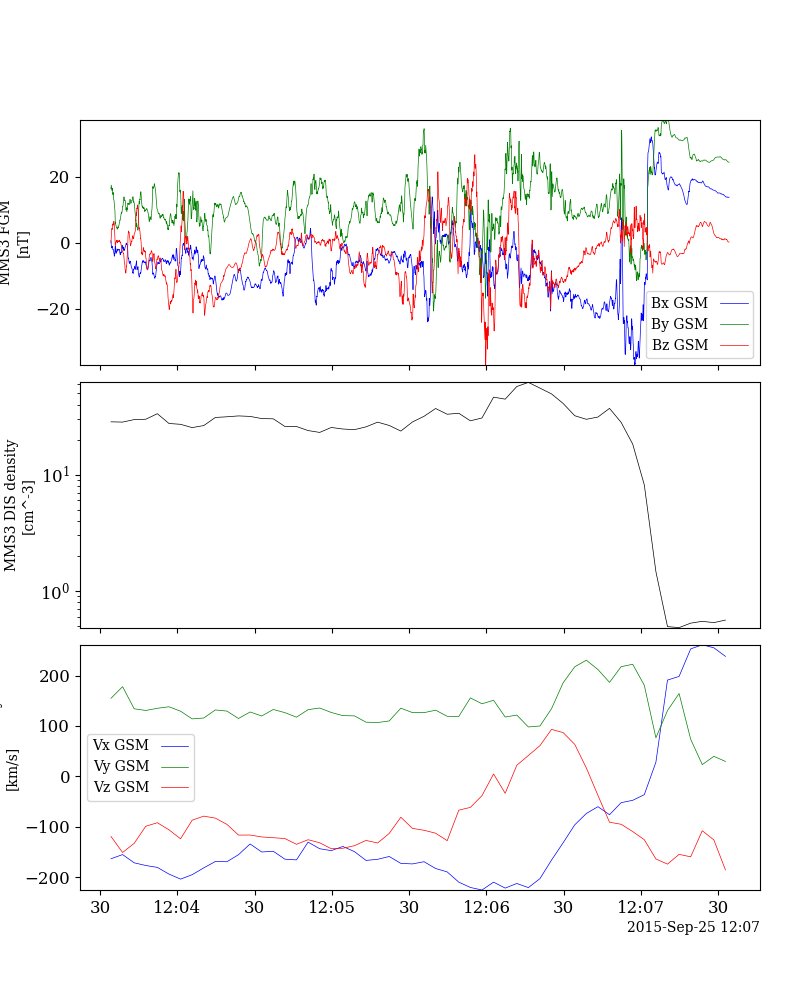 20
0
−20
MMS3 FGM
[nT]
Bx GSM
By GSM
Bz GSM
10^1
10^0
MMS3 DIS density
[cm^-3]
200
100
0
−100
−200
[km/s]
Vx GSM
Vy GSM
Vz GSM
30
12:04
30
12:05
30
12:06
30
12:07
30
2015-Sep-25 12:07